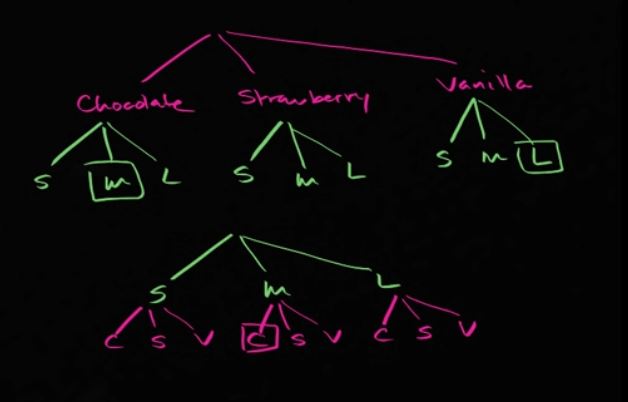 Chocolate Strawberry Vanilla
S m L S m L S m L
S m L
C S V C S V C S V